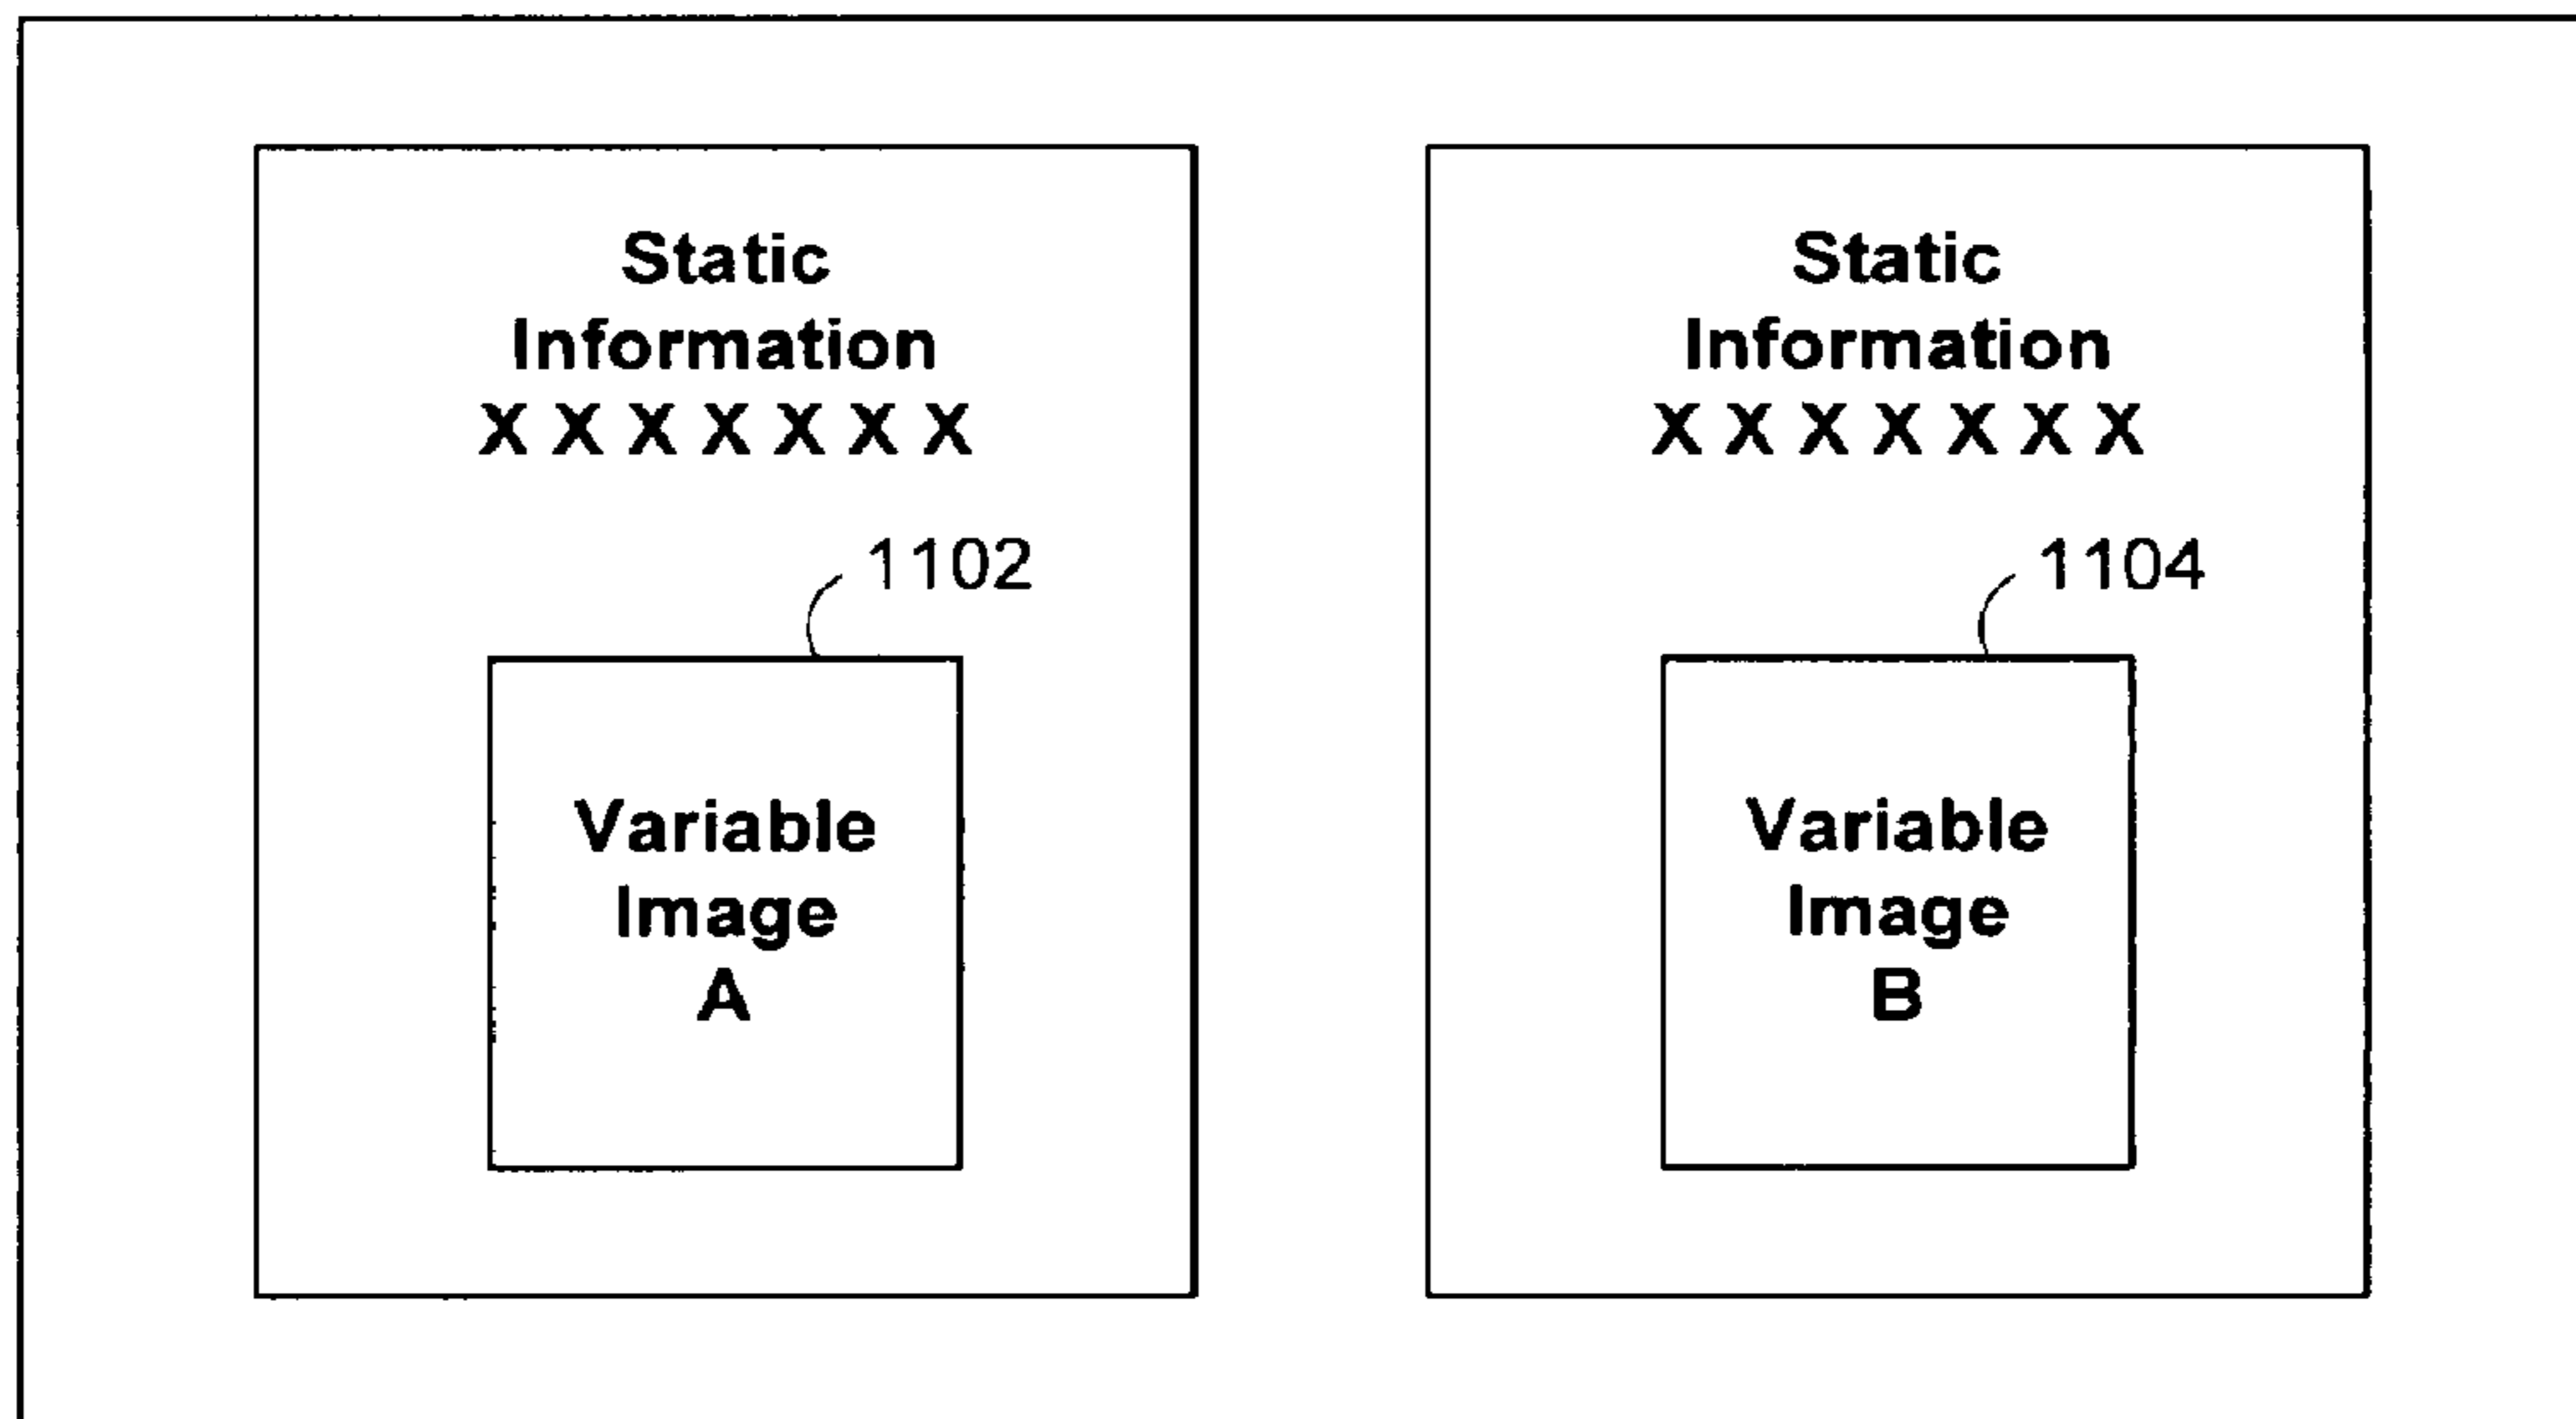 Static
Information
X X X X X X X
1102
Variable
Image
A
Static
Information
X X X X X X X
1104
Variable
Image
B